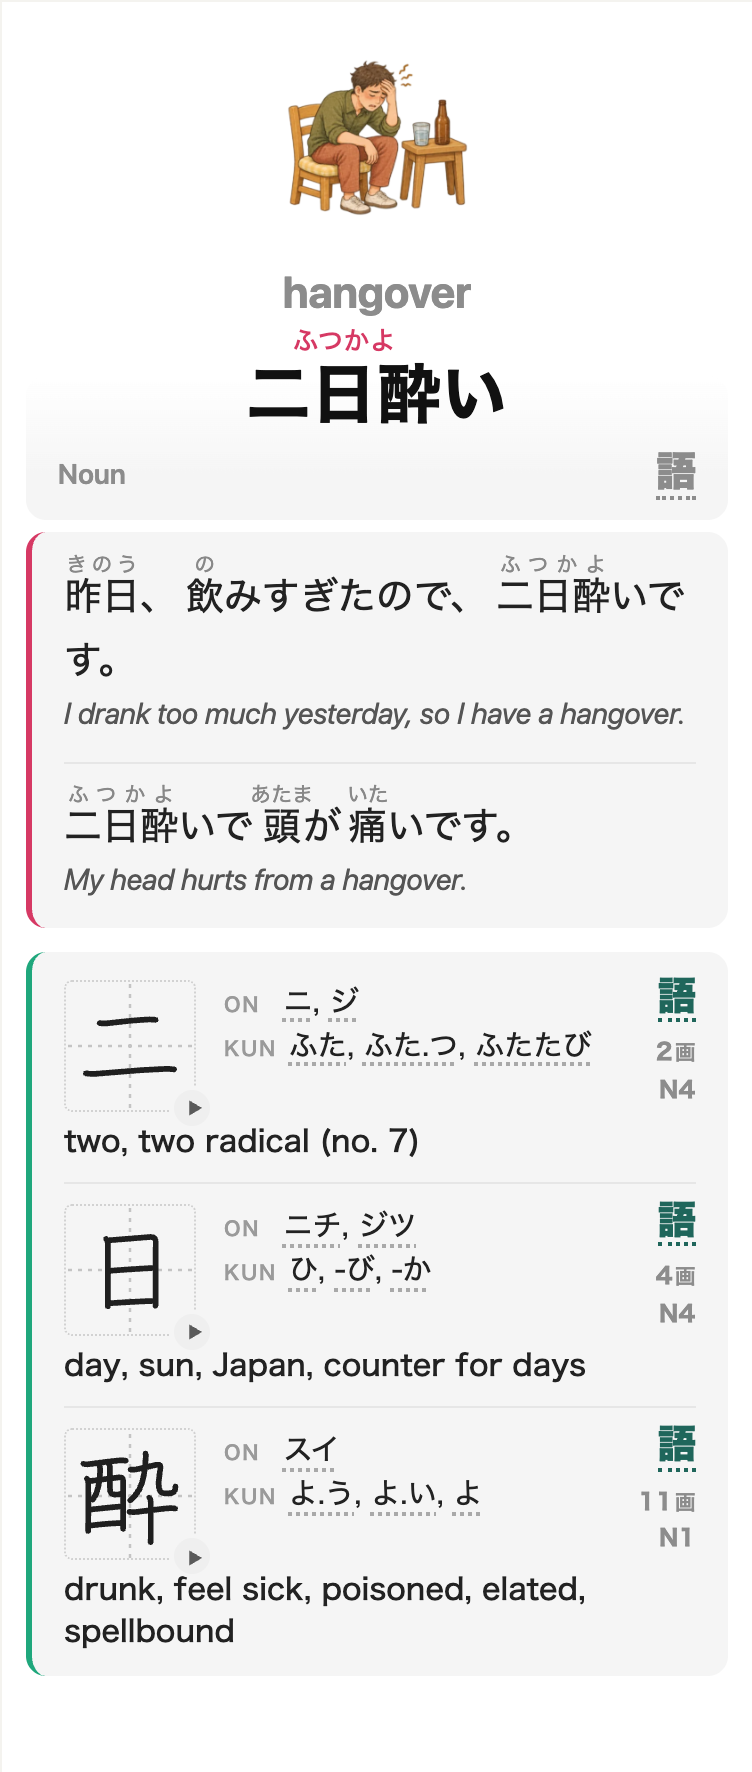 hangover
ふつかよ
二日酔い
Noun 語
きのう の ふつかよ
昨日、 飲みすぎたので、 二日酔いで
す。
I drank too much yesterday, so I have a hangover.
ふつかよ あたま いた
二日酔いで 頭が 痛いです。
My head hurts from a hangover.
二
ON ニ, ジ
KUN ふた, ふた.つ, ふたたび
語
2画
N4
two, two radical (no. 7)
日
ON ニチ, ジツ
KUN ひ, -び, -か
語
4画
N4
day, sun, Japan, counter for days
酔
ON スイ
KUN よ.う, よ.い, よ
語
11画
N1
drunk, feel sick, poisoned, elated,
spellbound